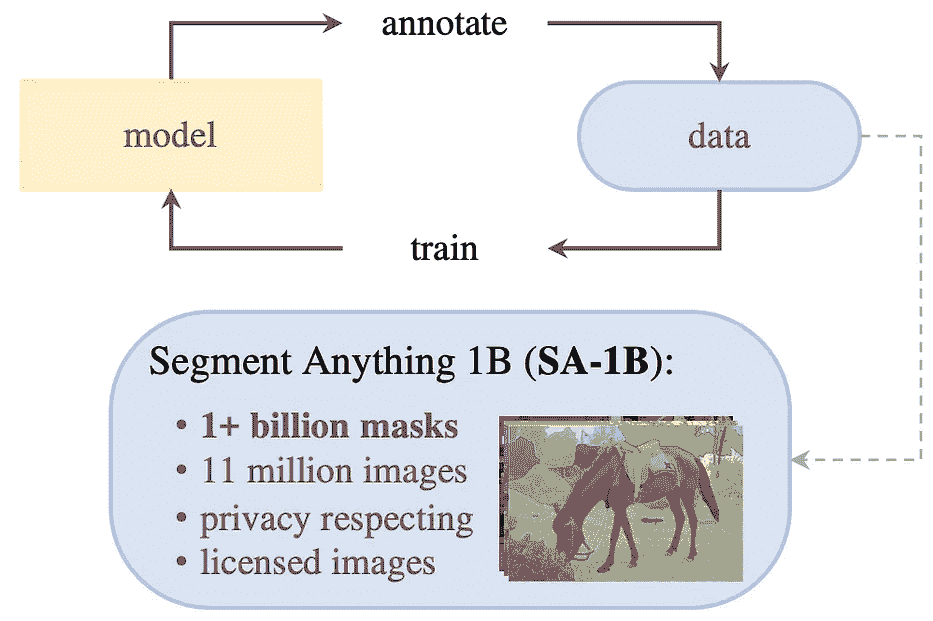 annotate
model
data
train
Segment Anything 1B (SA-1B):
• 1+ billion masks
• 11 million images
• privacy respecting
• licensed images